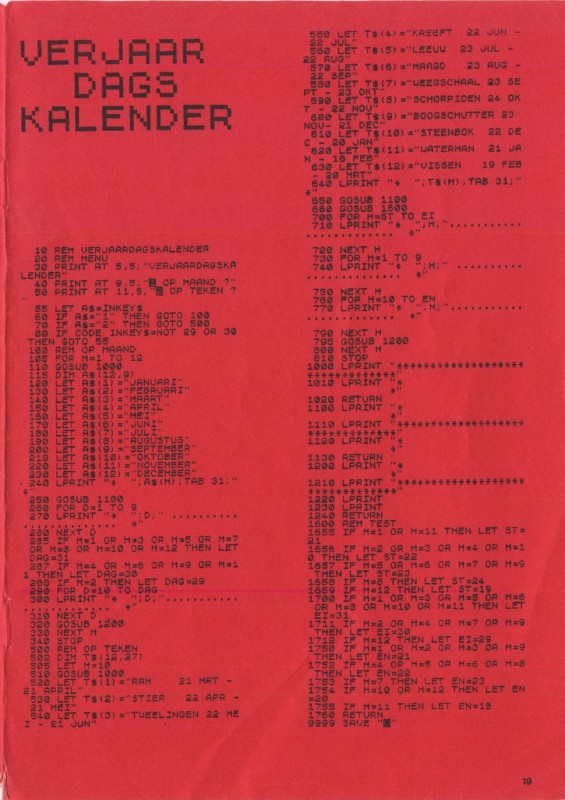 VERJAAR
DAGS
KALENDER
10 REM VERJAARDAGSKALENDER
20 REM MENU
30 PRINT AT 5,5;"VERJAARDAGSKA
LENDER"
40 PRINT AT 9,5;"1 OP MAAND ?"
50 PRINT AT 11,5;"2 OP TEKEN ?
55 LET A$=INKEY$
60 IF A$="1" THEN GOTO 100
70 IF A$="2" THEN GOTO 500
80 IF CODE INKEY$=NOT 29 OR 30
THEN GOTO 55
100 REM OP MAAND
105 FOR M=1 TO 12
110 GOSUB 1000
115 DIM A$(12,9)
120 LET A$(1)="JANUARI"
130 LET A$(2)="FEBRUARI"
140 LET A$(3)="MAART"
150 LET A$(4)="APRIL"
160 LET A$(5)="MEI"
170 LET A$(6)="JUNI"
180 LET A$(7)="JULI"
190 LET A$(8)="AUGUSTUS"
200 LET A$(9)="SEPTEMBER"
210 LET A$(10)="OKTOBER"
220 LET A$(11)="NOVEMBER"
230 LET A$(12)="DECEMBER"
240 LPRINT "*  ";A$(M);TAB 31;"
*"
250 GOSUB 1100
260 FOR D=1 TO 9
270 LPRINT "*  ";D;" ...........
............... *"
280 NEXT D
285 IF M=1 OR M=3 OR M=5 OR M=7
OR M=8 OR M=10 OR M=12 THEN LET
DAG=31
287 IF M=4 OR M=6 OR M=9 OR M=1
1 THEN LET DAG=30
288 IF M=2 THEN LET DAG=29
290 FOR D=10 TO DAG
300 LPRINT "*  ";D;"...........
.............. *"
310 NEXT D
320 GOSUB 1200
330 NEXT M
340 STOP
500 REM OP TEKEN
502 DIM T$(12,27)
505 LET M=10
510 GOSUB 1000
520 LET T$(1)="RAM    21 MRT -
21 APRIL"
530 LET T$(2)="STIER   22 APR -
21 MEI"
540 LET T$(3)="TWEELINGEN 22 ME
I - 21 JUN"
550 LET T$(4)="KREEFT  22 JUN -
22 JUL"
560 LET T$(5)="LEEUW  23 JUL -
22 AUG"
570 LET T$(6)="MAAGD   23 AUG -
22 SEP"
580 LET T$(7)="WEEGSCHAAL 23 SE
PT - 23 OKT"
590 LET T$(8)="SCHORPIOEN 24 OK
T - 22 NOV"
600 LET T$(9)="BOOGSCHUTTER 23
NOV- 21 DEC"
610 LET T$(10)="STEENBOK  22 DE
C - 20 JAN"
620 LET T$(11)="WATERMAN  21 JA
N - 18 FEB"
630 LET T$(12)="VISSEN   19 FEB
- 20 MRT"
640 LPRINT "*  ";T$(M);TAB 31;"
*"
650 GOSUB 1100
660 GOSUB 1600
700 FOR H=ST TO EI
710 LPRINT "*  ";H;" ...........
............... *"
720 NEXT H
730 FOR H=1 TO 9
740 LPRINT "*  ";H;" ...........
............... *"
750 NEXT H
760 FOR H=10 TO EN
770 LPRINT "*  ";H;"...........
............... *"
790 NEXT H
795 GOSUB 1200
800 NEXT M
810 STOP
1000 LPRINT "******************
**************"
1010 LPRINT "*
*"
1020 RETURN
1100 LPRINT "*
*"
1110 LPRINT "******************
**************"
1120 LPRINT "*
*"
1130 RETURN
1200 LPRINT "*
*"
1210 LPRINT "******************
**************"
1220 LPRINT
1230 LPRINT
1240 RETURN
1600 REM TEST
1655 IF M=1 OR M=11 THEN LET ST=
21
1656 IF M=2 OR M=3 OR M=4 OR M=1
0 THEN LET ST=22
1657 IF M=5 OR M=6 OR M=7 OR M=9
THEN LET ST=23
1658 IF M=8 THEN LET ST=24
1659 IF M=12 THEN LET ST=19
1700 IF M=1 OR M=3 OR M=5 OR M=6
OR M=8 OR M=10 OR M=11 THEN LET
EI=31
1711 IF M=2 OR M=4 OR M=7 OR M=9
THEN LET EI=30
1712 IF M=12 THEN LET EI=29
1750 IF M=1 OR M=2 OR M=3 OR M=9
THEN LET EN=21
1752 IF M=4 OR M=5 OR M=6 OR M=8
THEN LET EN=22
1753 IF M=7 THEN LET EN=23
1754 IF M=10 OR M=12 THEN LET EN
=20
1755 IF M=11 THEN LET EN=18
1760 RETURN
9999 SAVE "
19